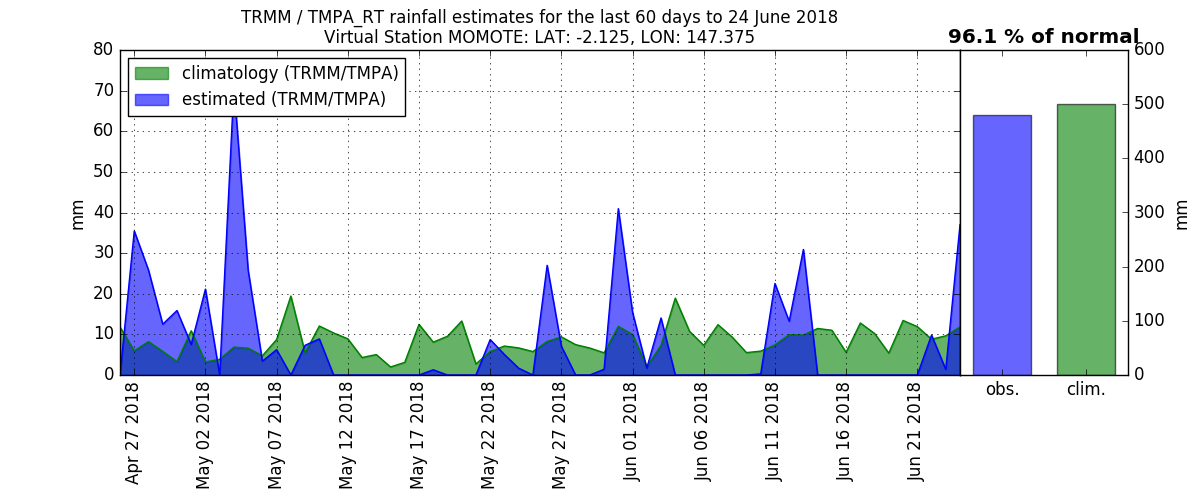 TRMM / TMPA_RT rainfall estimates for the last 60 days to 24 June 2018
Virtual Station MOMOTE: LAT: -2.125, LON: 147.375
96.1 % of normal
climatology (TRMM/TMPA)
estimated (TRMM/TMPA)
mm
80
70
60
50
40
30
20
10
0
Apr 27 2018
May 02 2018
May 07 2018
May 12 2018
May 17 2018
May 22 2018
May 27 2018
Jun 01 2018
Jun 06 2018
Jun 11 2018
Jun 16 2018
Jun 21 2018
obs.
clim.
600
500
400
300
200
100
0
mm